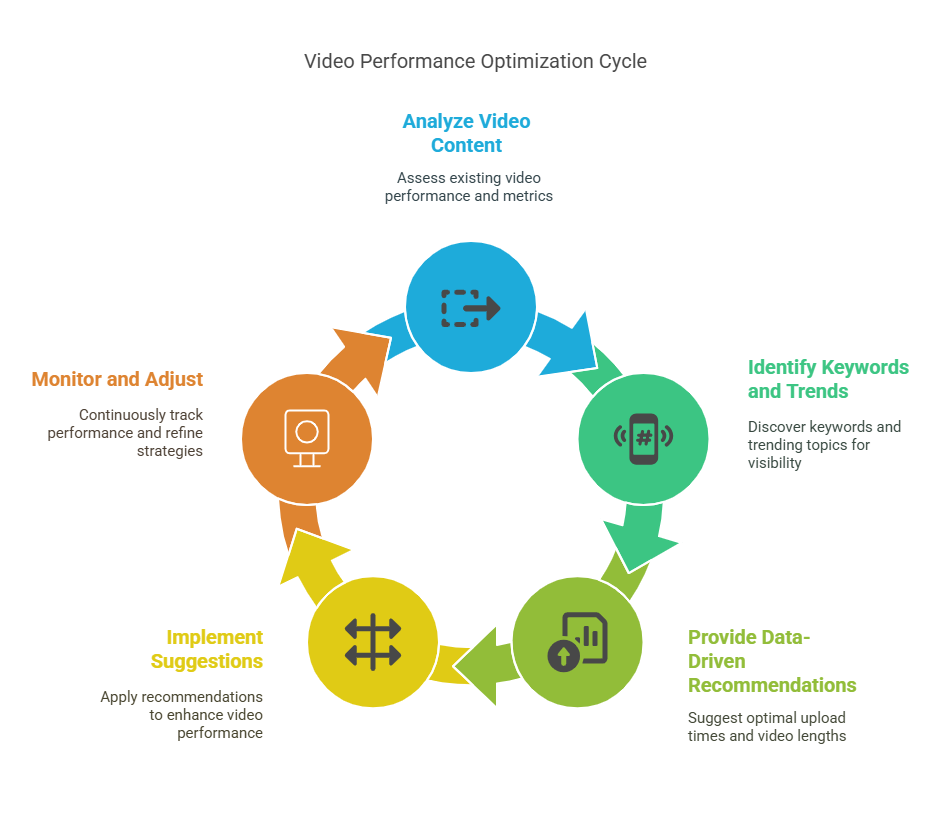 Video Performance Optimization Cycle
Analyze Video
Content
Assess existing video
performance and metrics
Identify Keywords
and Trends
Discover keywords and
trending topics for
visibility
#
Provide Data-
Driven
Recommendations
Suggest optimal upload
times and video lengths
Implement
Suggestions
Apply recommendations
to enhance video
performance
Monitor and Adjust
Continuously track
performance and refine
strategies